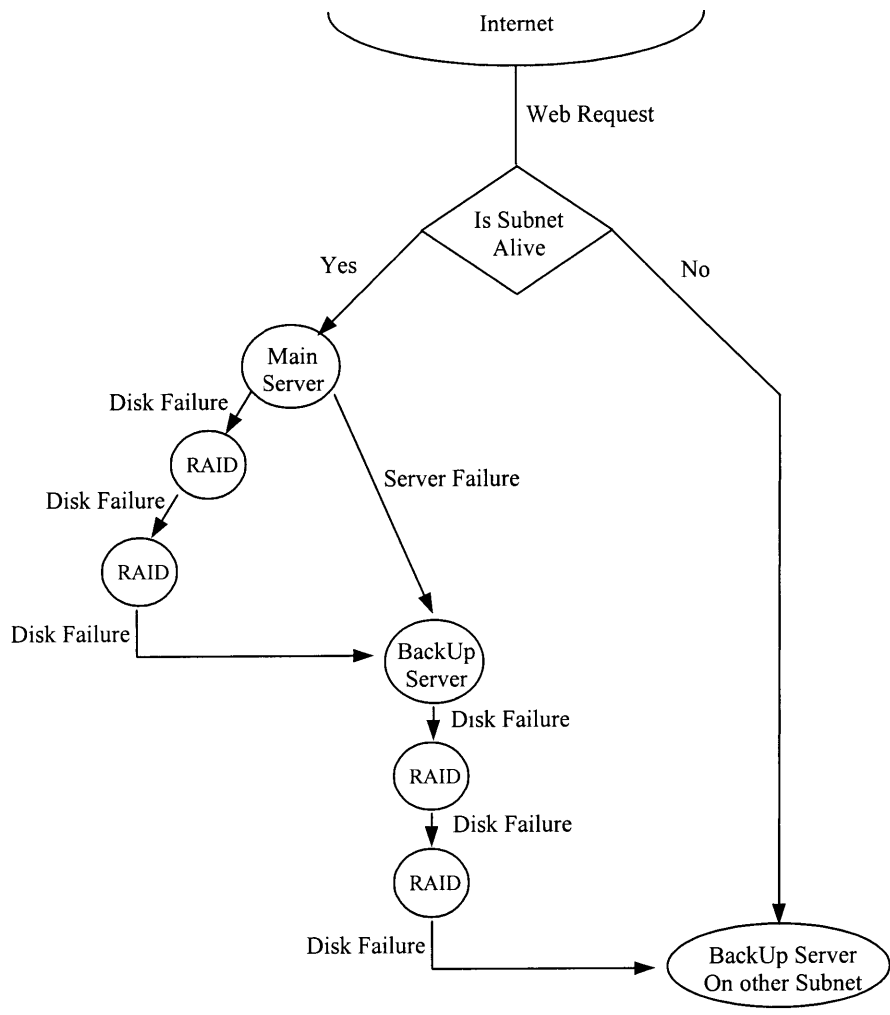 Internet
Web Request
Is Subnet
Alive
Yes
No
Main
Server
Disk Failure
RAID
Server Failure
Disk Failure
RAID
Disk Failure
BackUp
Server
Disk Failure
RAID
Disk Failure
RAID
Disk Failure
BackUp Server
On other Subnet